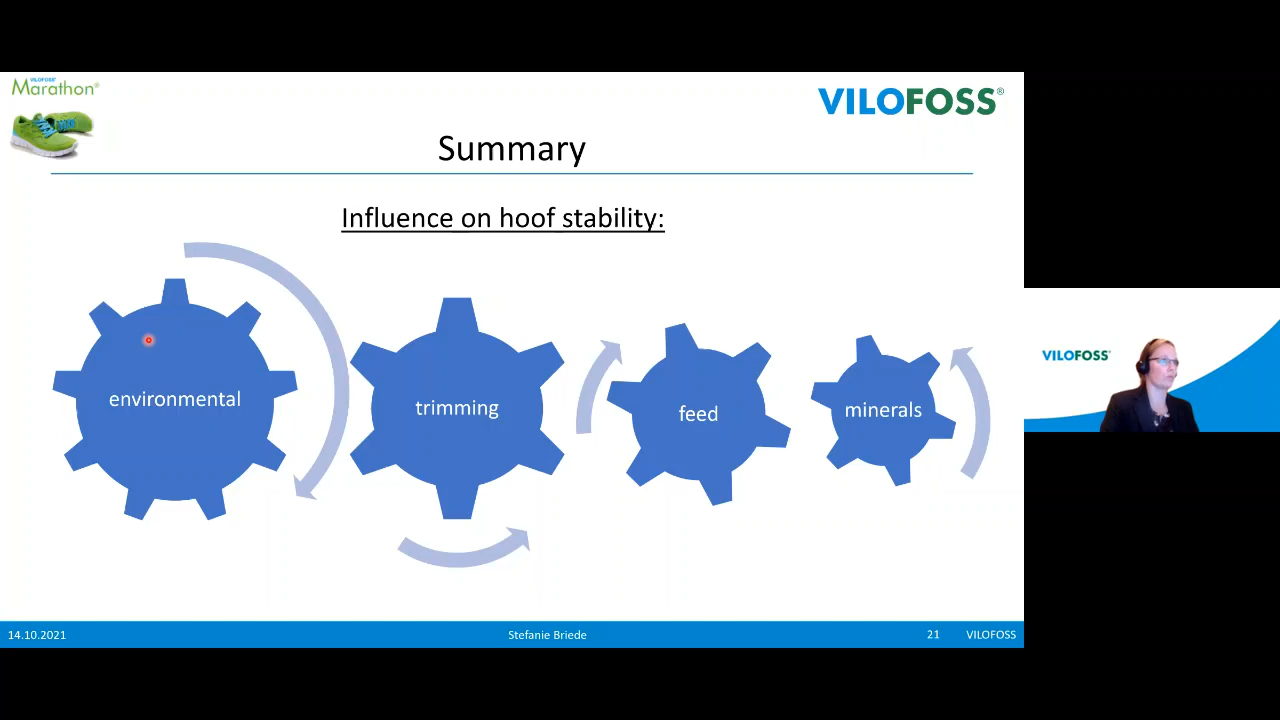 VILOFOSS®
Marathon®
VILOFOSS®
Summary
Influence on hoof stability:
environmental
trimming
feed
minerals
VILOFOSS®
14.10.2021
Stefanie Briede
21
VILOFOSS